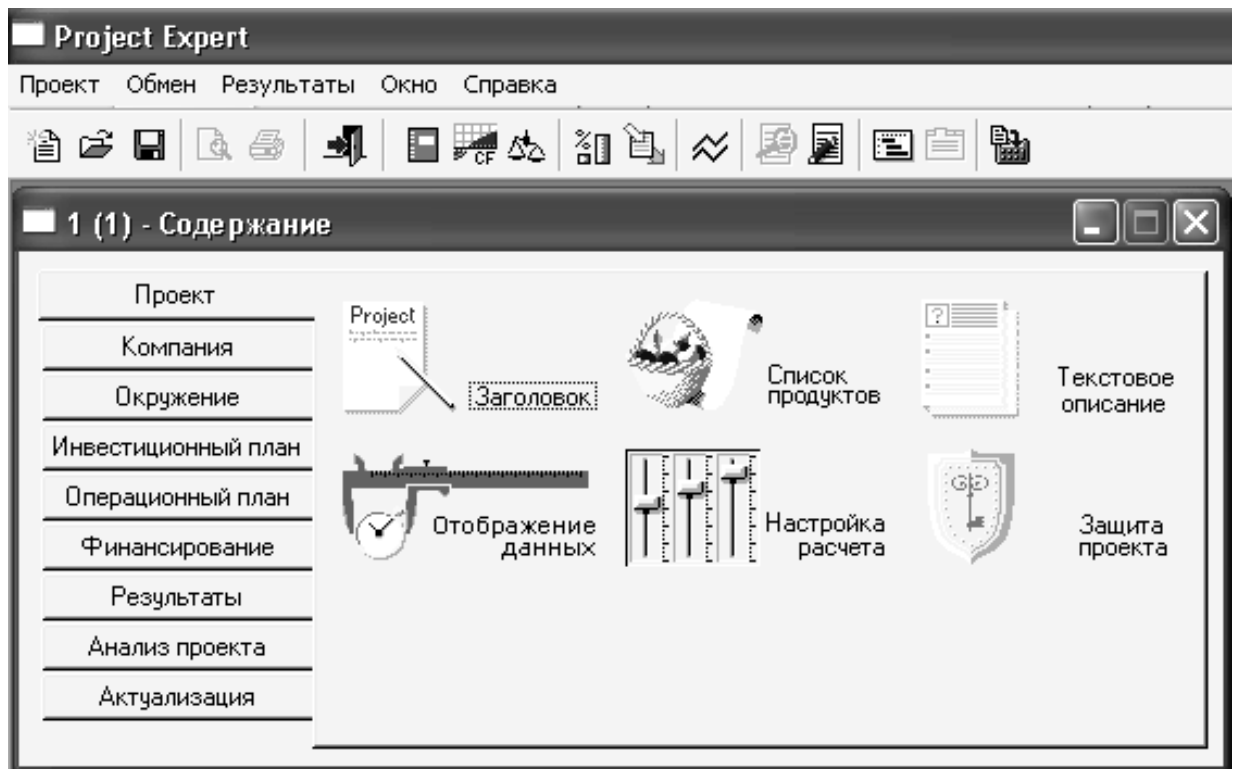 Project Expert
Проект Обмен Результаты Окно Справка
CF
1 (1) - Содержание
Проект
Компания
Окружение
Инвестиционный план
Операционный план
Финансирование
Результаты
Анализ проекта
Актуализация
Project
Заголовок
Список
продуктов
?
Текстовое
описание
Отображение
данных
Настройка
расчета
Защита
проекта